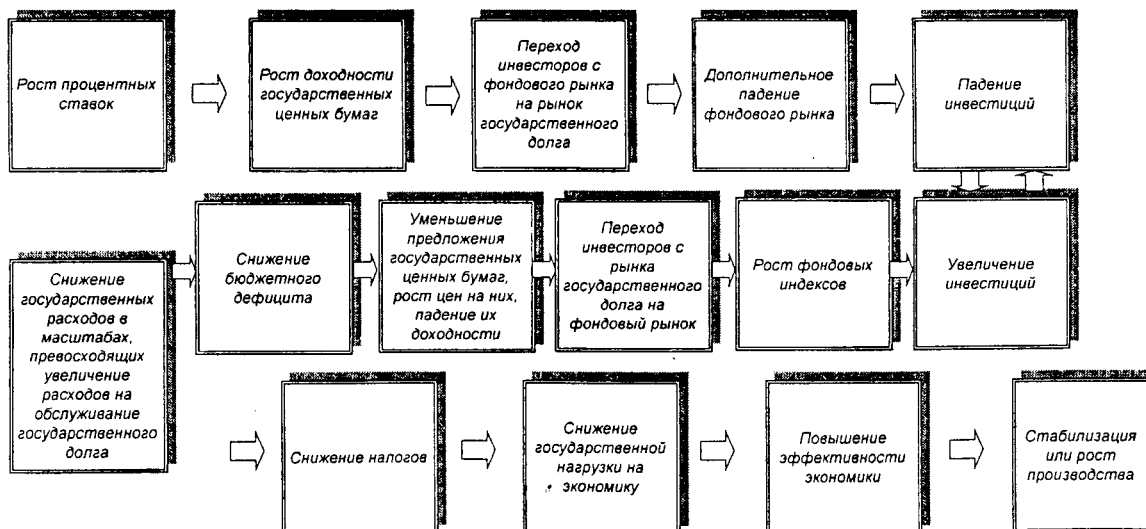 Рост процентных
ставок
Рост доходности
государственных
ценных бумаг
Переход
инвесторов с
фондового рынка
на рынок
государственного
долга
Дополнительное
падение
фондового рынка
Падение
инвестиций
Снижение
государственных
расходов в
масштабах,
превосходящих
увеличение
расходов на
обслуживание
государственного
долга
Снижение
бюджетного
дефицита
Уменьшение
предложения
государственных
ценных бумаг,
рост цен на них,
падение их
доходности
Переход
инвесторов с
рынка
государственного
долга на
фондовый рынок
Рост фондовых
индексов
Увеличение
инвестиций
Снижение налогов
Снижение
государственной
нагрузки на
экономику
Повышение
эффективности
экономики
Стабилизация
или рост
производства